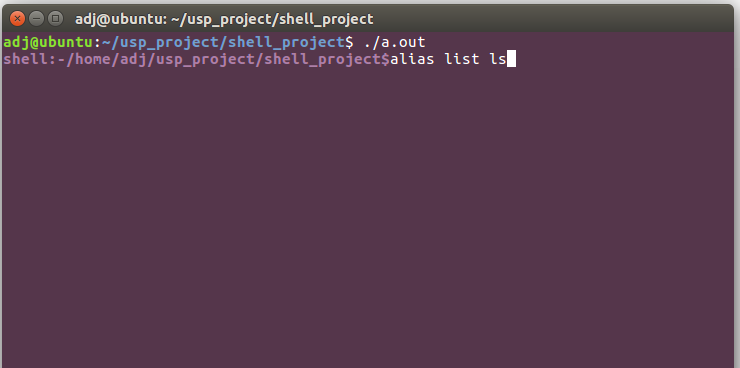 adj@ubuntu: ~/usp_project/shell_project
adj@ubuntu:~/usp_project/shell_project$ ./a.out
shell:-/home/adj/usp_project/shell_project$alias list ls